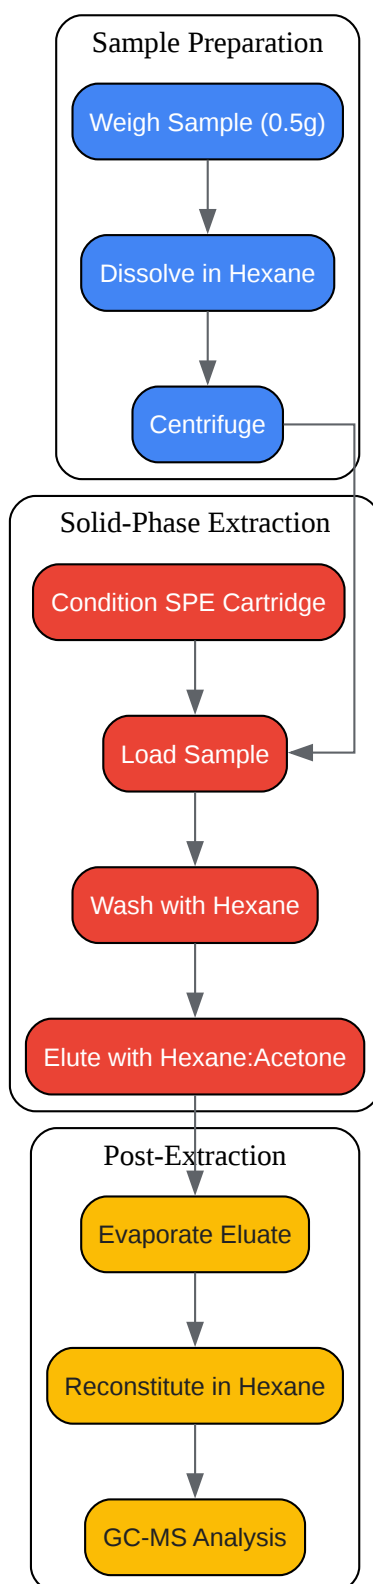 Sample Preparation
Weigh Sample (0.5g)
Dissolve in Hexane
Centrifuge
Solid-Phase Extraction
Condition SPE Cartridge
Load Sample
Wash with Hexane
Elute with Hexane:Acetone
Post-Extraction
Evaporate Eluate
Reconstitute in Hexane
GC-MS Analysis